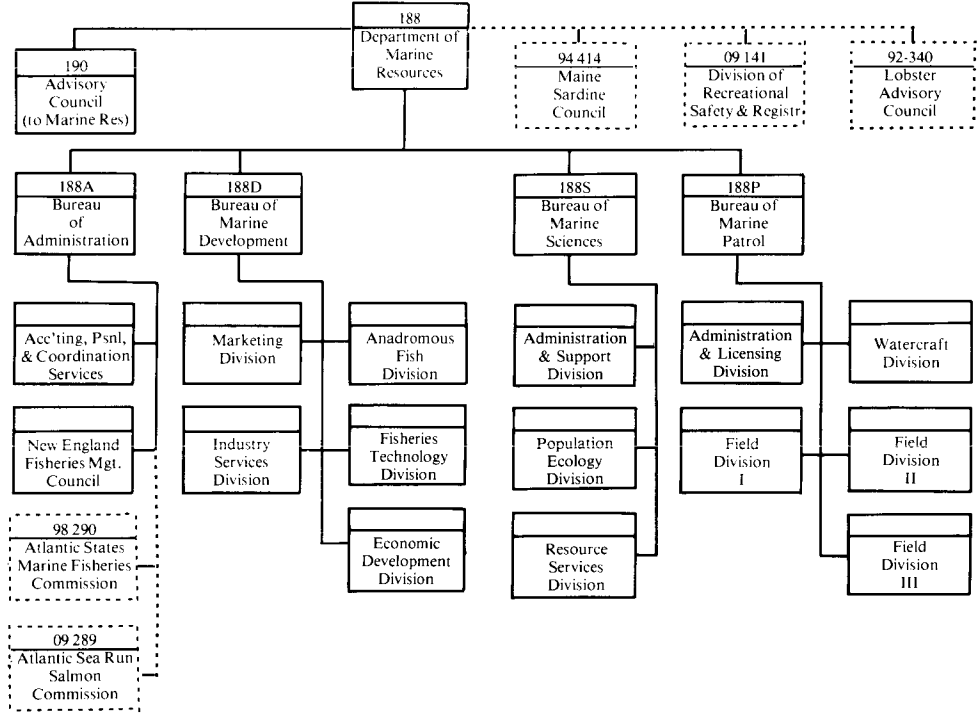 188
Department of
Marine
Resources
190
Advisory
Council
(to Marine Res)
94 414
Maine
Sardine
Council
09 141
Division of
Recreational
Safety & Registr
92-340
Lobster
Advisory
Council
188A
Bureau
of
Administration
188D
Bureau of
Marine
Development
188S
Bureau of
Marine
Sciences
188P
Bureau of
Marine
Patrol
Acc'ting, Psnl,
& Coordination
Services
Marketing
Division
Anadromous
Fish
Division
Administration
& Support
Division
Administration
& Licensing
Division
Watercraft
Division
New England
Fisheries Mgt.
Council
Industry
Services
Division
Fisheries
Technology
Division
Population
Ecology
Division
Field
Division
I
Field
Division
II
98 290
Atlantic States
Marine Fisheries
Commission
Economic
Development
Division
Resource
Services
Division
Field
Division
III
09 289
Atlantic Sea Run
Salmon
Commission